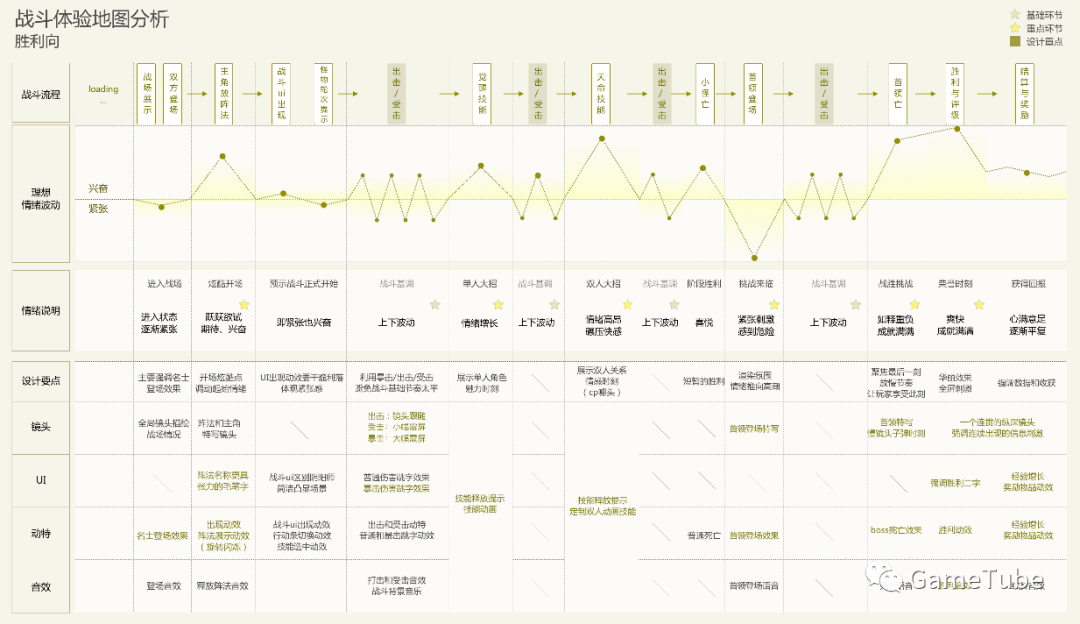 战斗体验地图分析
胜利向
基础环节
重点环节
设计重点
战斗流程
loading
...
战场展示
双方登场
主角放阵法
战斗ui出现
怪物轮次展示
出击/受击
觉醒技能
出击/受击
天命技能
出击/受击
小怪亡
首领登场
出击/受击
首领亡
胜利与评级
结算与奖励
理想
情绪波动
兴奋
紧张
情绪说明
进入战场
炫酷开场
预示战斗正式开始
战斗基调
单人大招
战斗基调
双人大招
战斗基调
阶段胜利
挑战来临
战斗基调
战胜挑战
荣誉时刻
获得回报
进入状态
逐渐紧张
跃跃欲试
期待、兴奋
即紧张也兴奋
上下波动
情绪增长
上下波动
情绪高昂
碾压快感
上下波动
喜悦
紧张刺激
感到危险
上下波动
如释重负
成就满满
爽快
成就满满
心满意足
逐渐平复
设计要点
主要强调名士
登场效果
开场炫酷点
调动起始情绪
UI出现动效要干脆利落
体现紧张感
利用暴击/出击/受击
避免战斗基础节奏太平
展示单人角色
魅力时刻
展示双人关系
情感时刻
（cp噱头）
短暂的胜利
渲染氛围
情绪推向高潮
聚焦最后一刻
放慢节奏
让玩家享受此刻
华丽效果
全屏刺激
强调数据和收获
镜头
全局镜头描绘
战场情况
阵法和主角
特写镜头
出击：镜头跟随
受击：小幅震屏
暴击：大幅震屏
首领登场特写
首领特写
慢镜头子弹时刻
一个连贯的纵深镜头
强调连续出现的信息刺激
UI
阵法名称更具
张力的毛笔字
战斗ui区别阴阳师
简洁凸显场景
普通伤害跳字效果
暴击伤害跳字效果
技能释放提示
技能动画
技能释放提示
定制双人动画技能
强调胜利二字
经验增长
奖励物品动效
动特
名士登场效果
出现动效
阵法展示动效
（旋转闪烁）
战斗ui出现动效
行动条切换动效
技能选中动效
出击和受击动特
普通和暴击跳字动效
普通死亡
首领登场效果
boss死亡效果
胜利动效
经验增长
奖励物品动效
音效
登场音效
释放阵法音效
打击和受击音效
战斗背景音乐
首领登场语音
GameTube